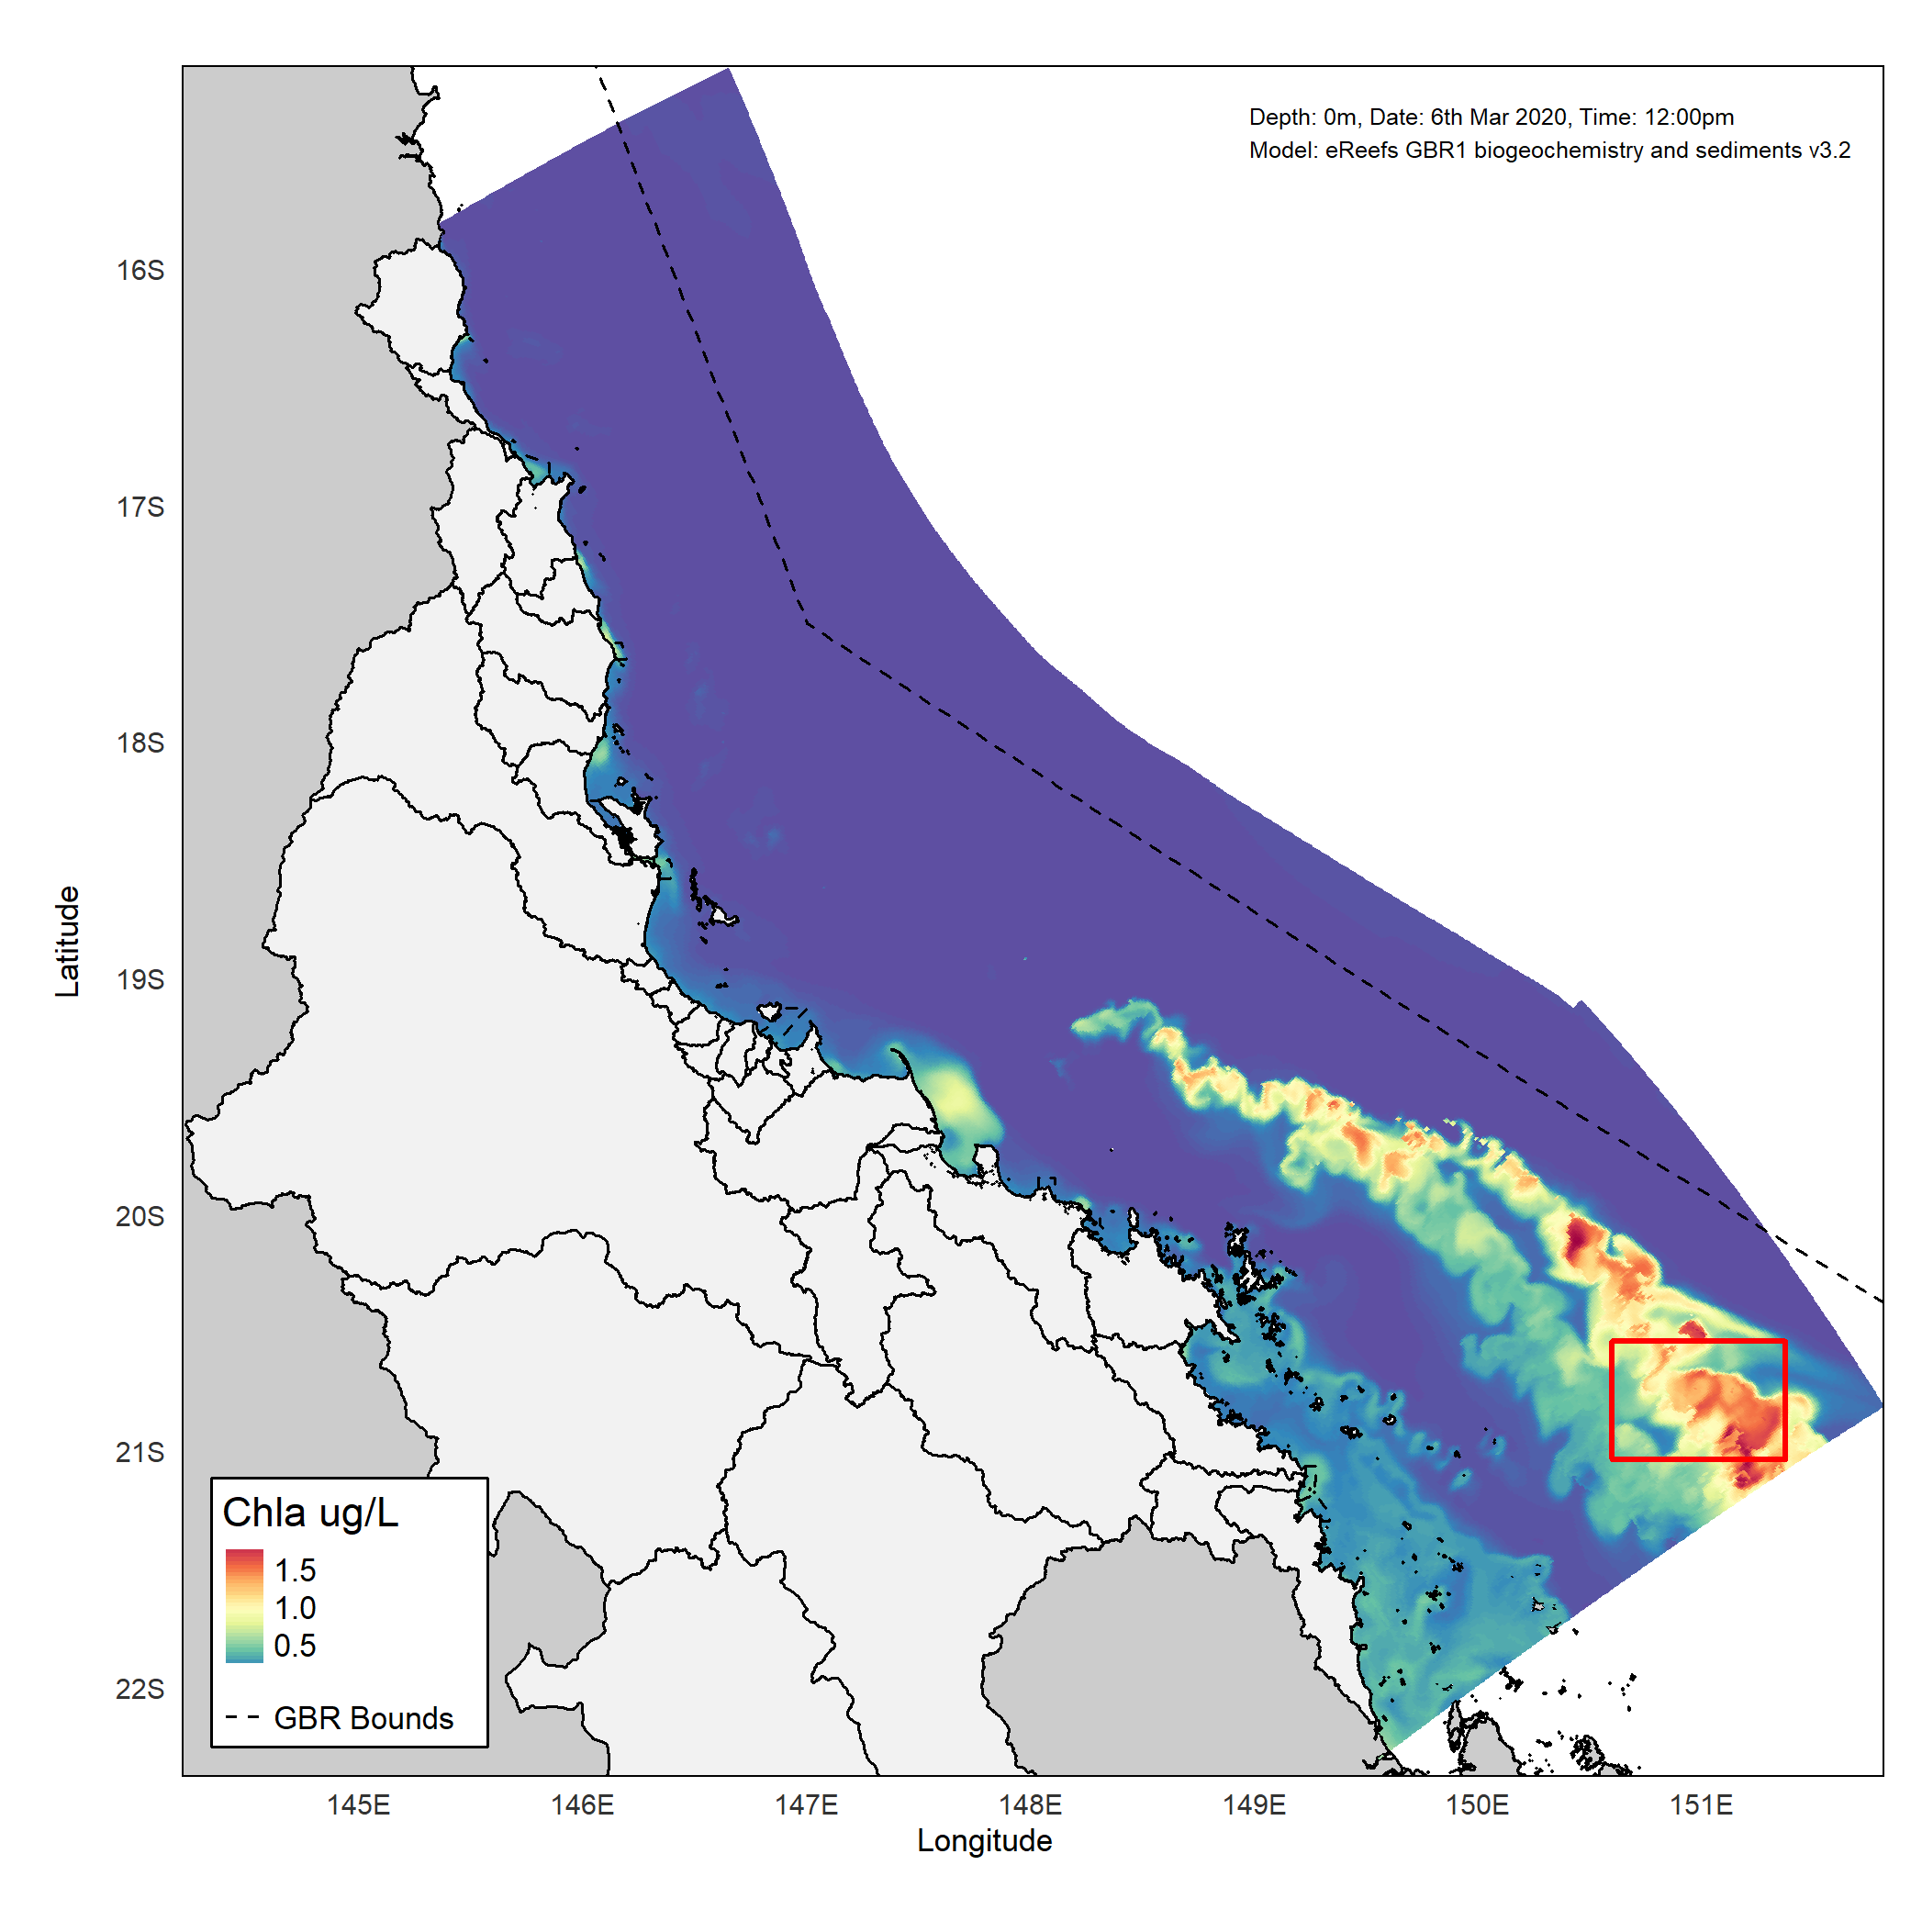 Depth: 0m, Date: 6th Mar 2020, Time: 12:00pm
Model: eReefs GBR1 biogeochemistry and sediments v3.2
16S
17S
18S
19S
20S
21S
22S
Latitude
Chla ug/L
1.5
1.0
0.5
GBR Bounds
145E 146E 147E 148E 149E 150E 151E
Longitude